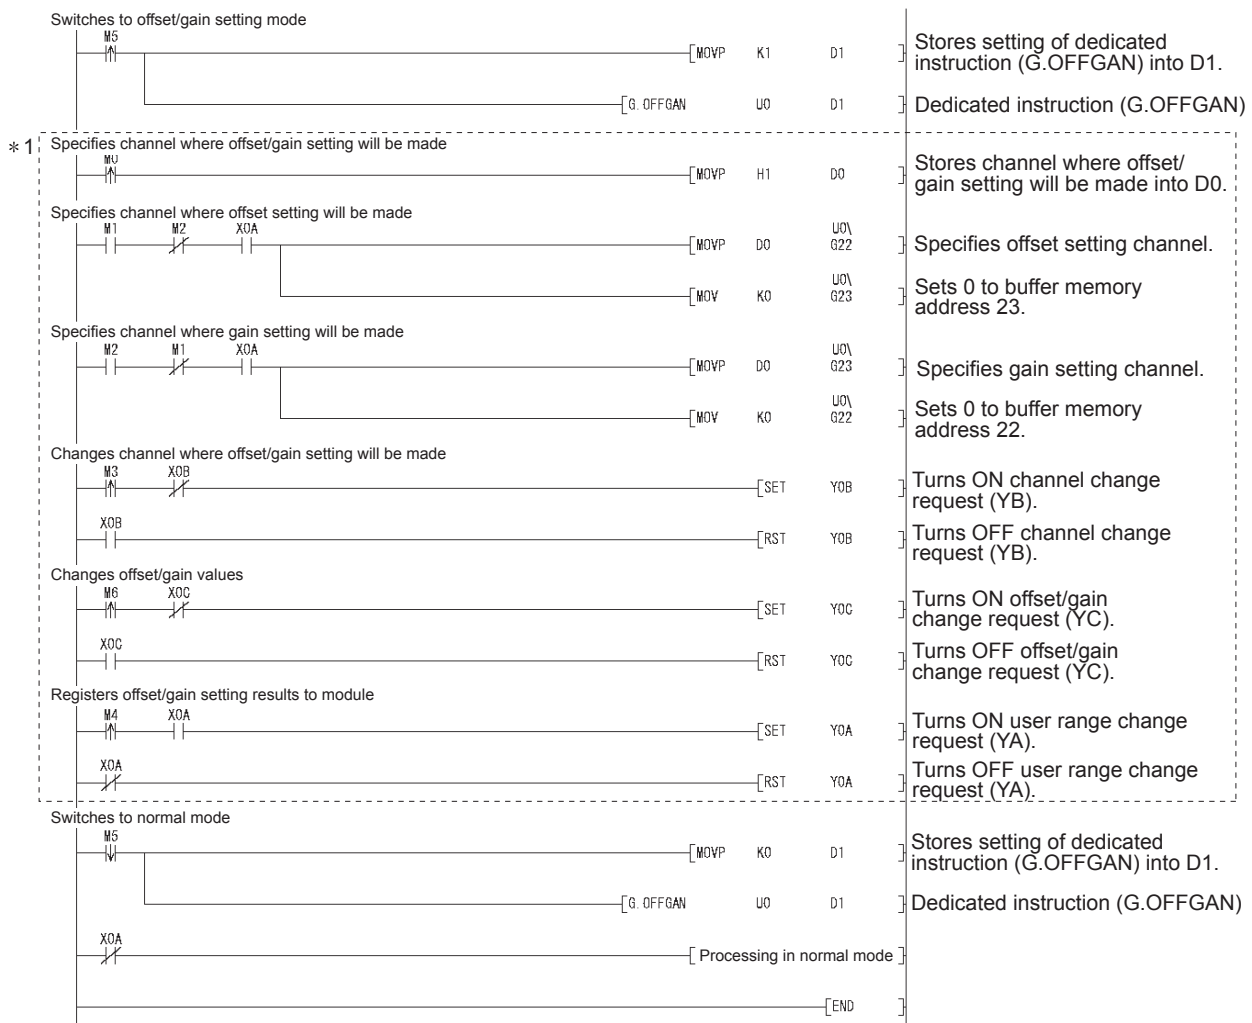 Switches to offset/gain setting mode
M5
MOVP K1 D1
Stores setting of dedicated
instruction (G.OFFGAN) into D1.
G.OFFGAN U0 D1
Dedicated instruction (G.OFFGAN)
*1
Specifies channel where offset/gain setting will be made
M0
MOVP H1 D0
Stores channel where offset/
gain setting will be made into D0.
Specifies channel where offset setting will be made
M1 M2 X0A
MOVP D0 U0\
G22
Specifies offset setting channel.
MOV K0 U0\
G23
Sets 0 to buffer memory
address 23.
Specifies channel where gain setting will be made
M2 M1 X0A
MOVP D0 U0\
G23
Specifies gain setting channel.
MOV K0 U0\
G22
Sets 0 to buffer memory
address 22.
Changes channel where offset/gain setting will be made
M3 X0B
SET Y0B
Turns ON channel change
request (YB).
X0B
RST Y0B
Turns OFF channel change
request (YB).
Changes offset/gain values
M6 X0C
SET Y0C
Turns ON offset/gain
change request (YC).
X0C
RST Y0C
Turns OFF offset/gain
change request (YC).
Registers offset/gain setting results to module
M4 X0A
SET Y0A
Turns ON user range change
request (YA).
X0A
RST Y0A
Turns OFF user range change
request (YA).
Switches to normal mode
M5
MOVP K0 D1
Stores setting of dedicated
instruction (G.OFFGAN) into D1.
G.OFFGAN U0 D1
Dedicated instruction (G.OFFGAN)
X0A
Processing in normal mode
END